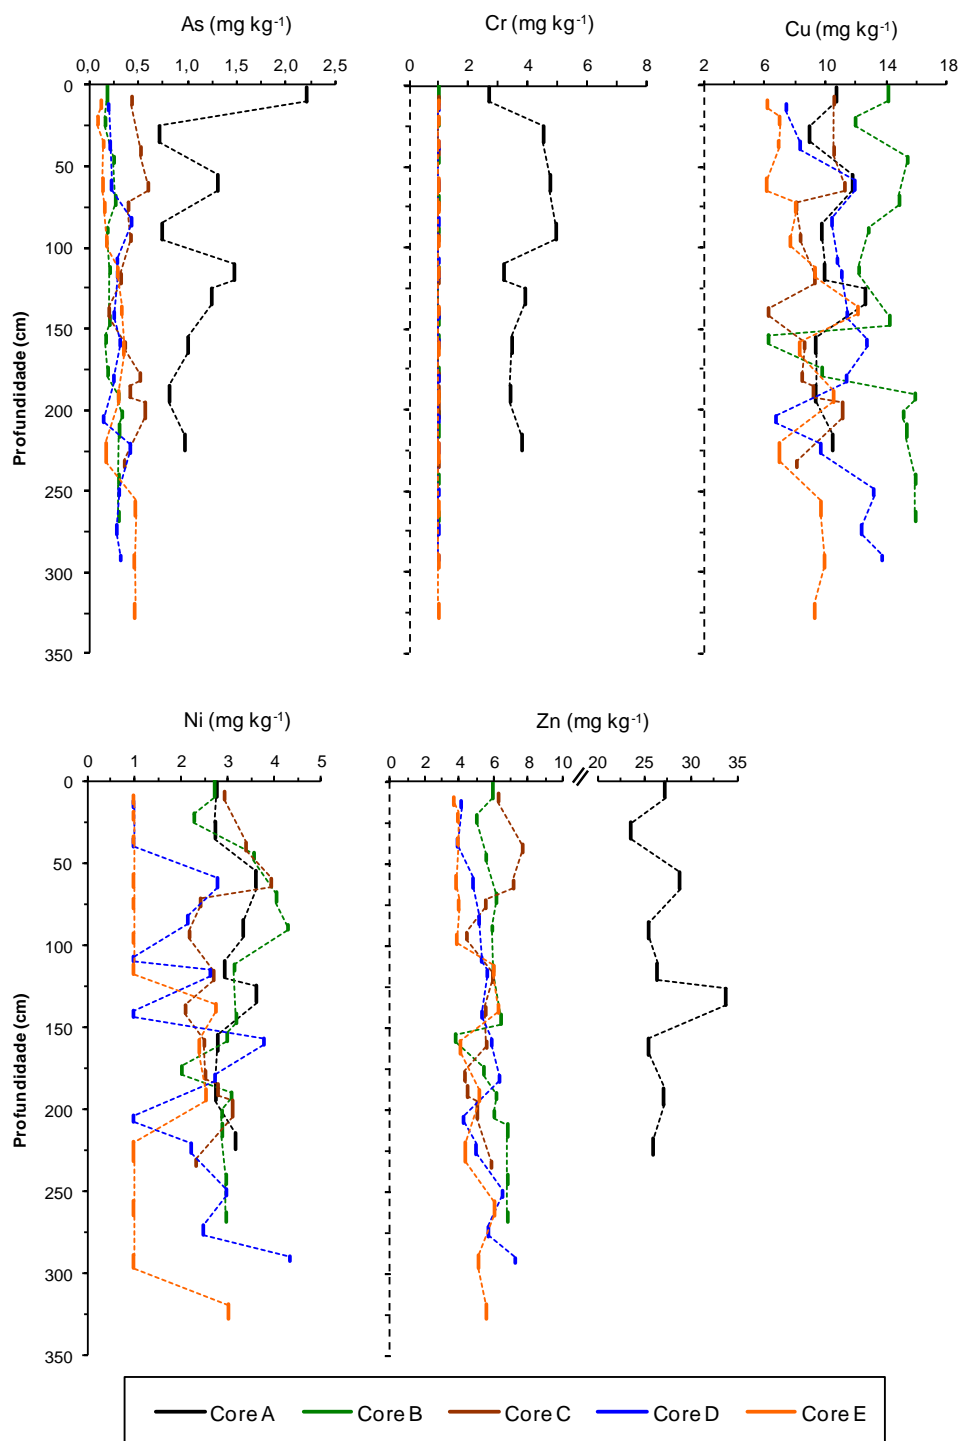 As (mg kg-1)
Cr (mg kg-1)
Cu (mg kg-1)
0,0 0,5 1,0 1,5 2,0 2,5
0 2 4 6 8
2 6 10 14 18
0
50
100
150
200
250
300
350
Profundidade (cm)
Ni (mg kg-1)
Zn (mg kg-1)
0 1 2 3 4 5
0 2 4 6 8 10 20 25 30 35
0
50
100
150
200
250
300
350
Profundidade (cm)
Core A Core B Core C Core D Core E